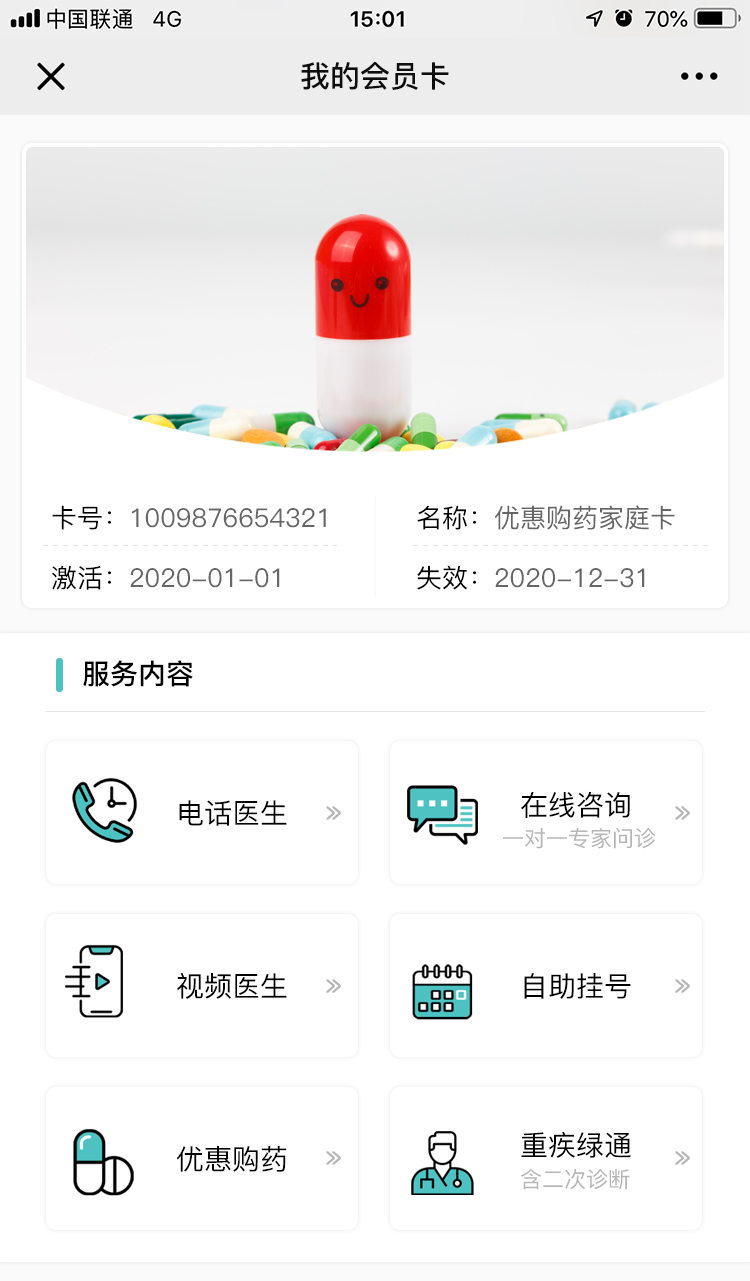 中国联通 4G 15:01 70%
我的会员卡
卡号：1009876654321 名称：优惠购药家庭卡
激活：2020-01-01 失效：2020-12-31
服务内容
电话医生
在线咨询
一对一专家问诊
视频医生
自助挂号
优惠购药
重疾绿通
含二次诊断